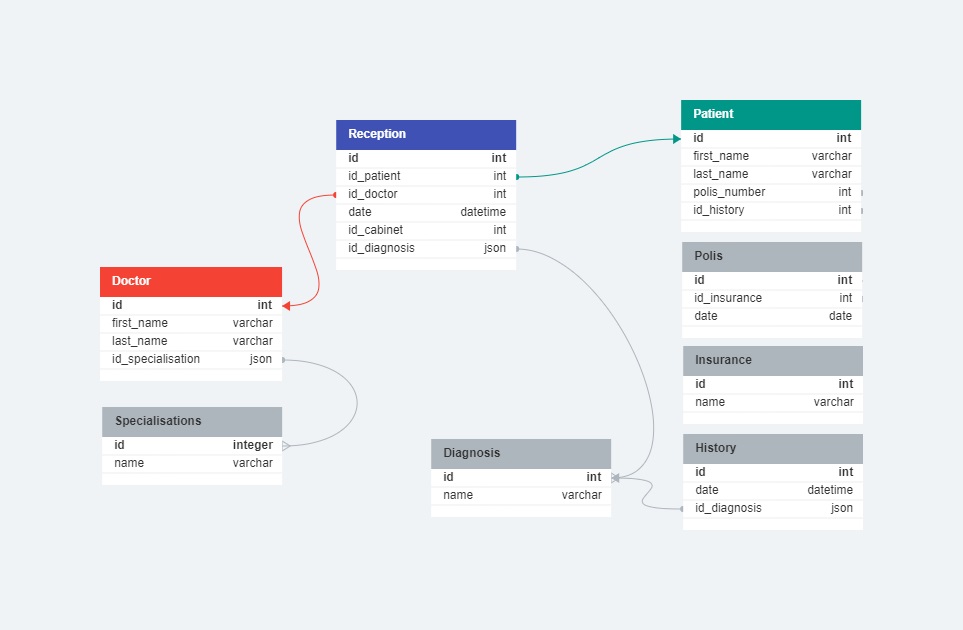 Reception
id int
id_patient int
id_doctor int
date datetime
id_cabinet int
id_diagnosis json
Patient
id int
first_name varchar
last_name varchar
polis_number int
id_history int
Doctor
id int
first_name varchar
last_name varchar
id_specialisation json
Polis
id int
id_insurance int
date date
Insurance
id int
name varchar
Specialisations
id integer
name varchar
Diagnosis
id int
name varchar
History
id int
date datetime
id_diagnosis json